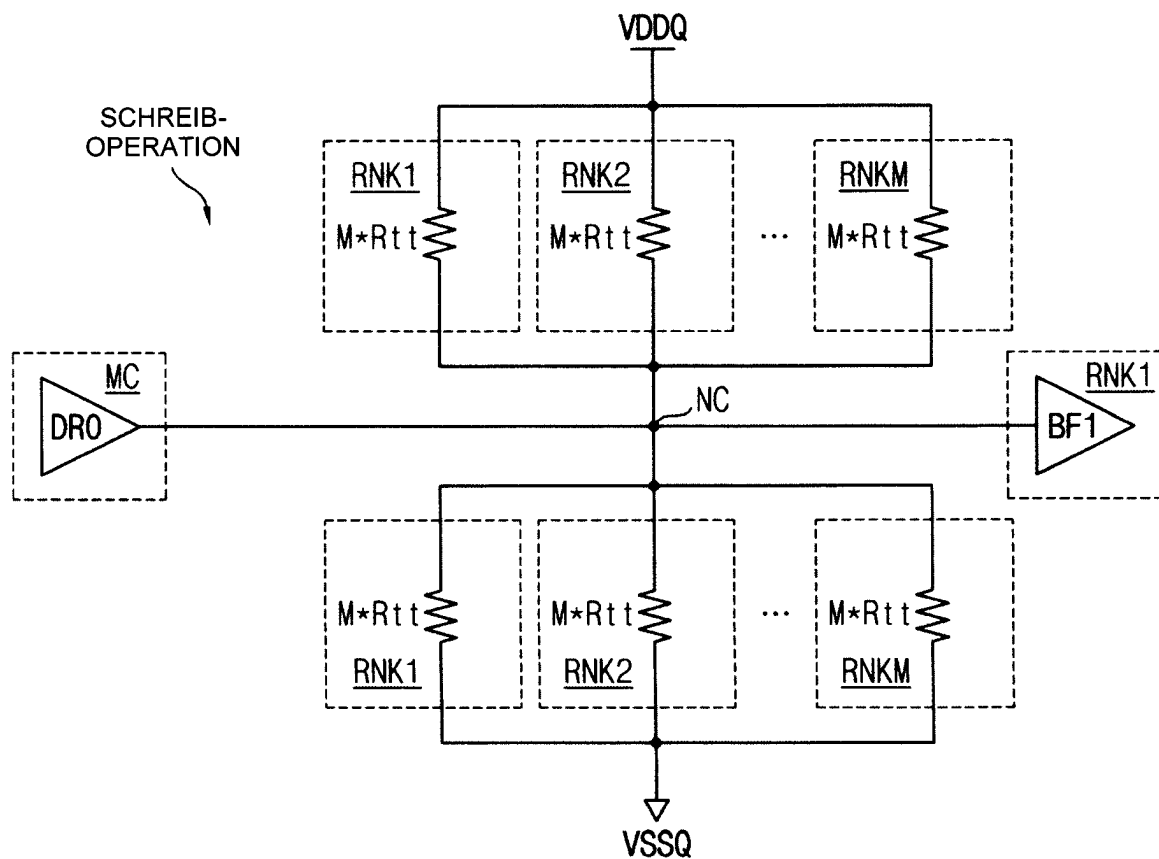 VDDQ
SCHREIB-
OPERATION
RNK1
RNK2
RNKM
M*Rtt
M*Rtt
...
M*Rtt
MC
DR0
NC
RNK1
BF1
M*Rtt
M*Rtt
...
M*Rtt
RNK1
RNK2
RNKM
VSSQ